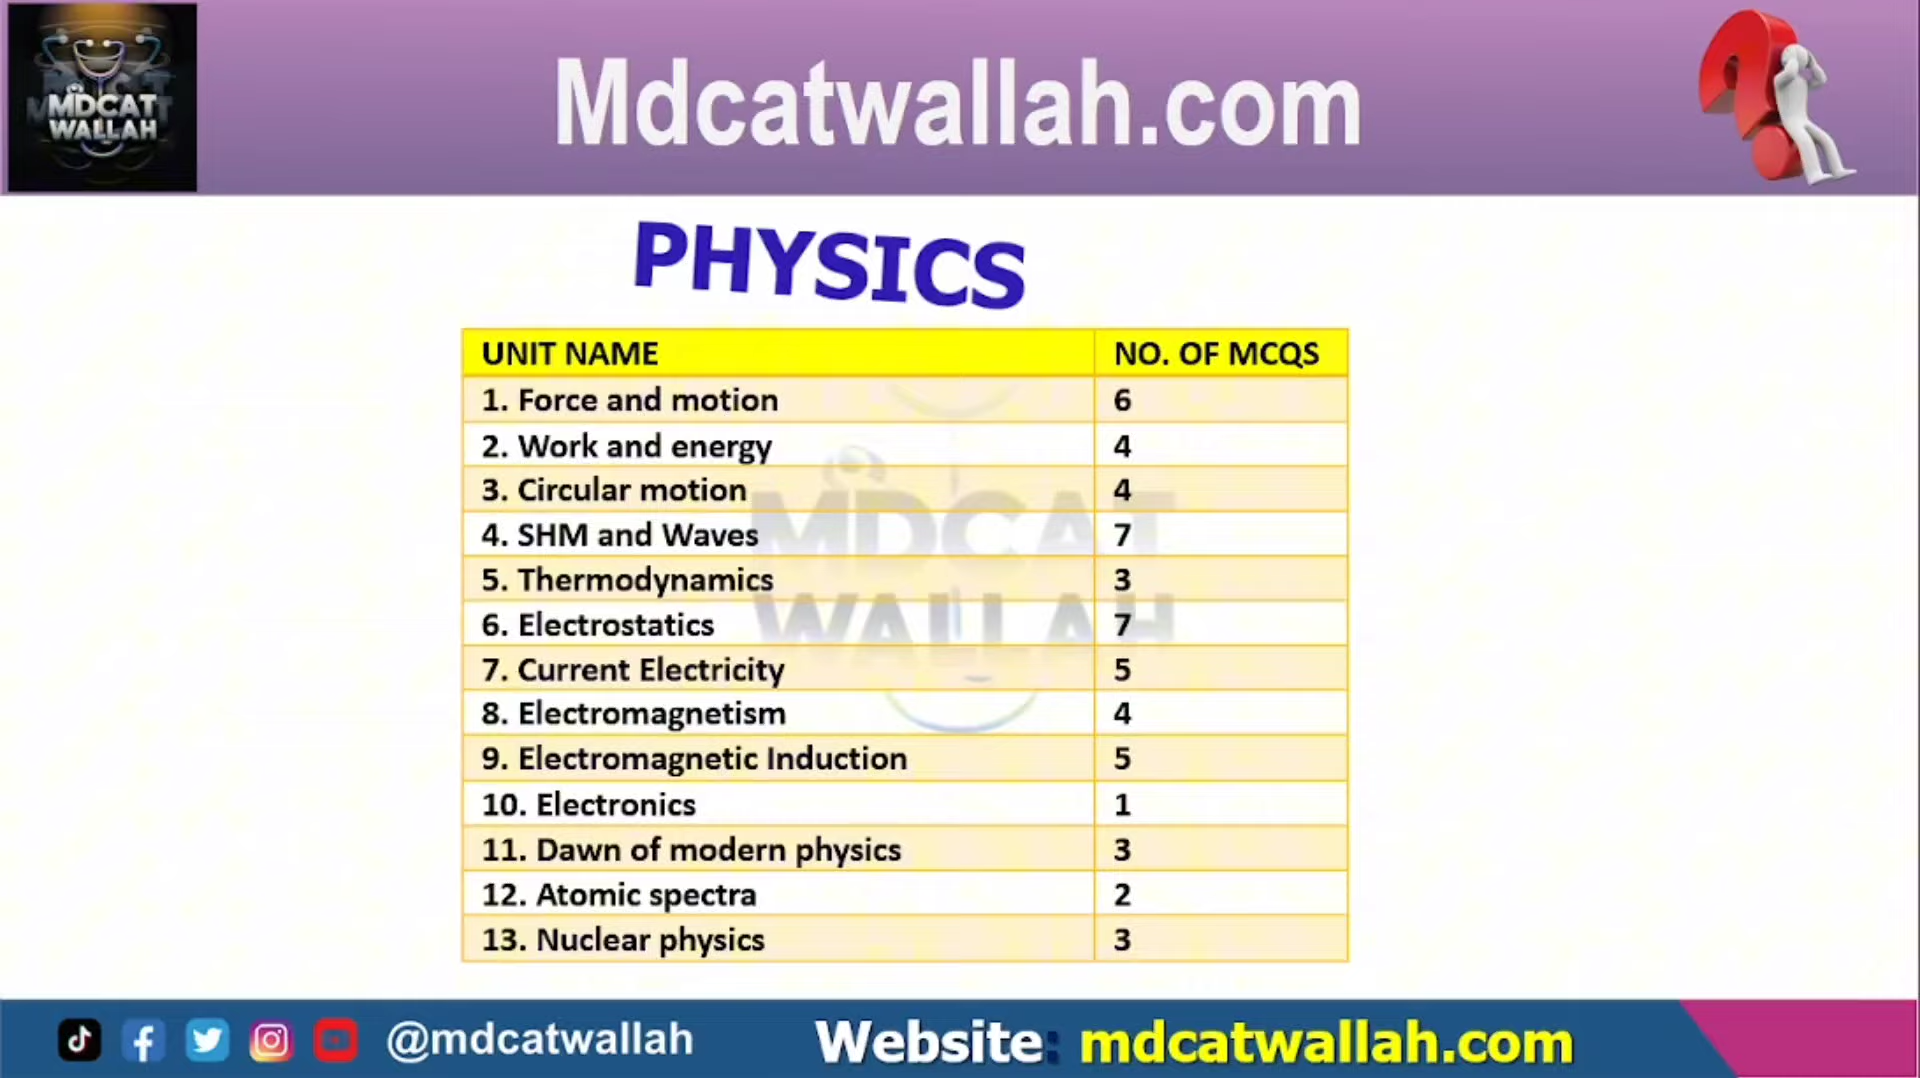 MDCAT
WALLAH
Mdcatwallah.com
PHYSICS
UNIT NAME NO. OF MCQS
1. Force and motion 6
2. Work and energy 4
3. Circular motion 4
4. SHM and Waves 7
5. Thermodynamics 3
6. Electrostatics 7
7. Current Electricity 5
8. Electromagnetism 4
9. Electromagnetic Induction 5
10. Electronics 1
11. Dawn of modern physics 3
12. Atomic spectra 2
13. Nuclear physics 3
MDCAT
WALLAH
@mdcatwallah Website: mdcatwallah.com